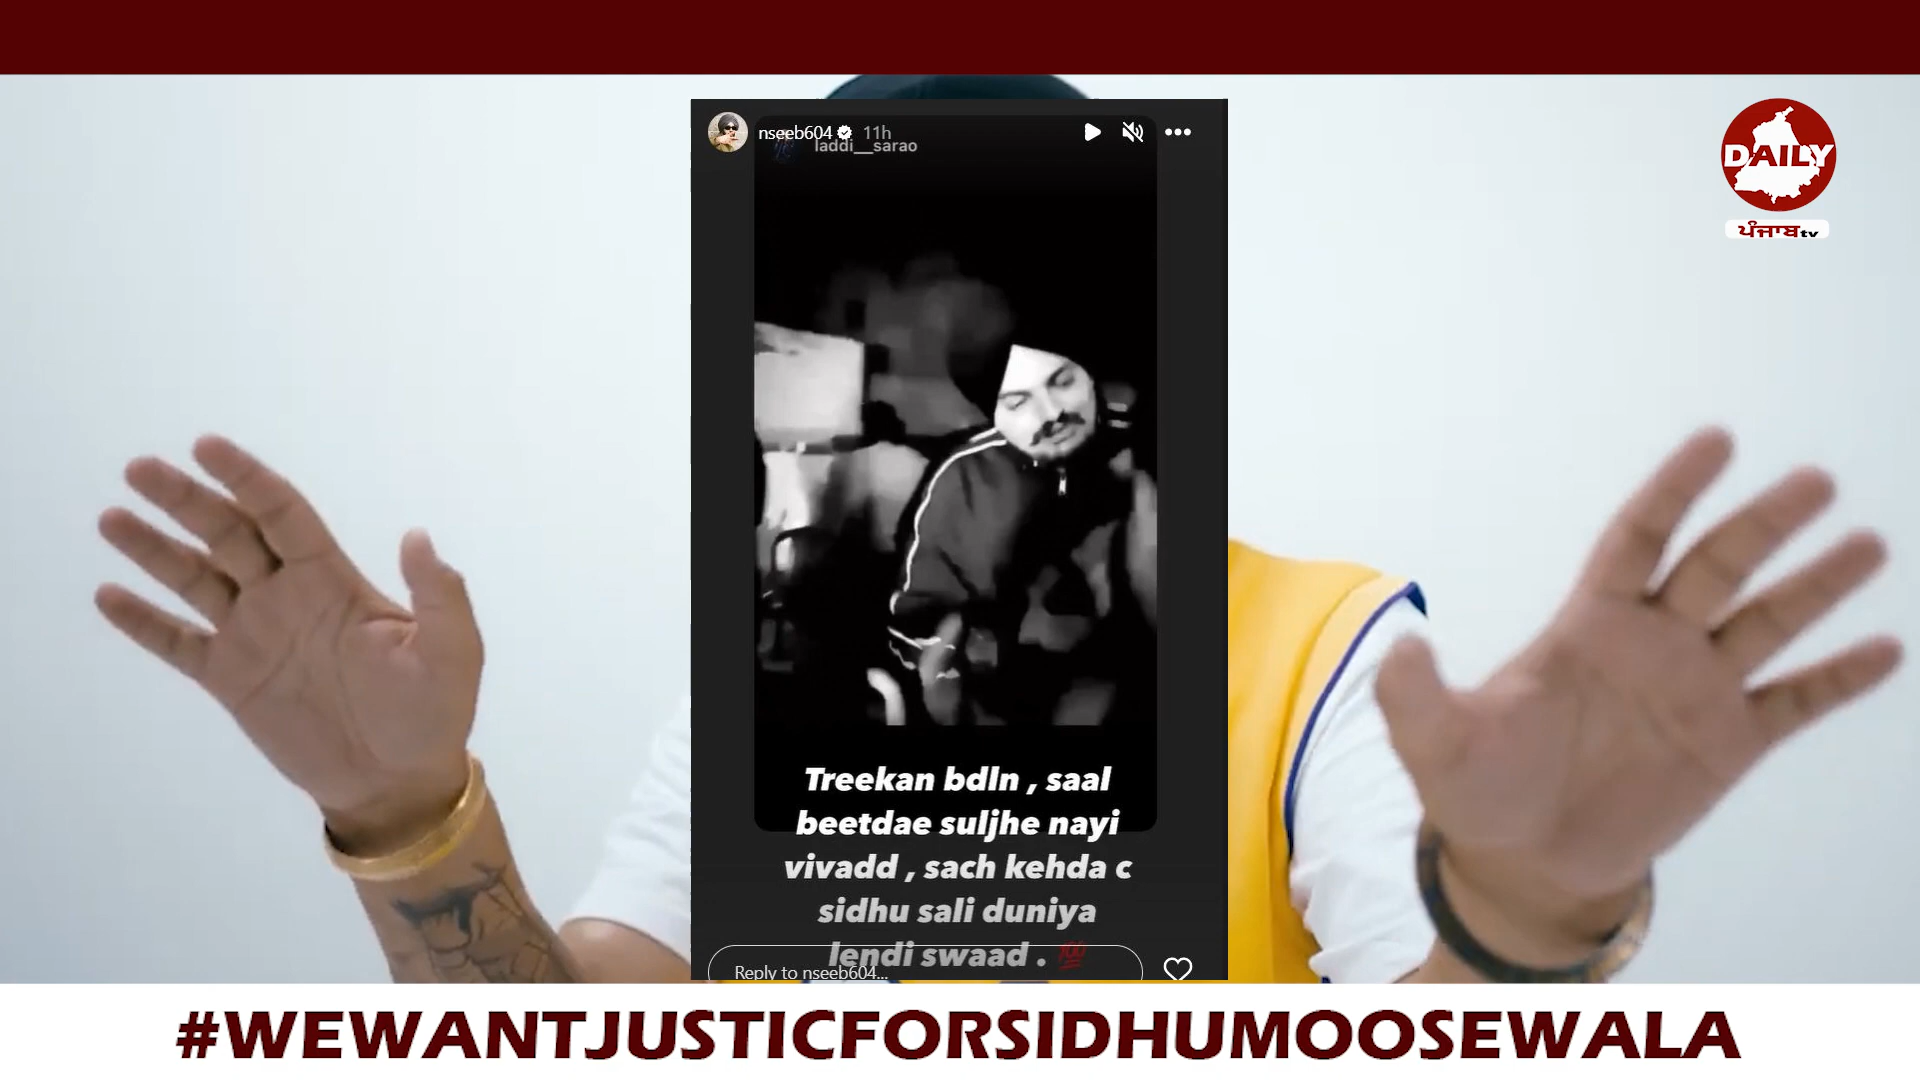 nseeb604 11h
laddi__sarao
DAILY
ਪੰਜਾਬtv
Treekan bdln , saal
beetdae suljhe nayi
vivadd , sach kehda c
sidhu sali duniya
lendi swaad . 💯
Reply to nseeb604...
#WEWANTJUSTICFORSIDHUMOOSEWALA